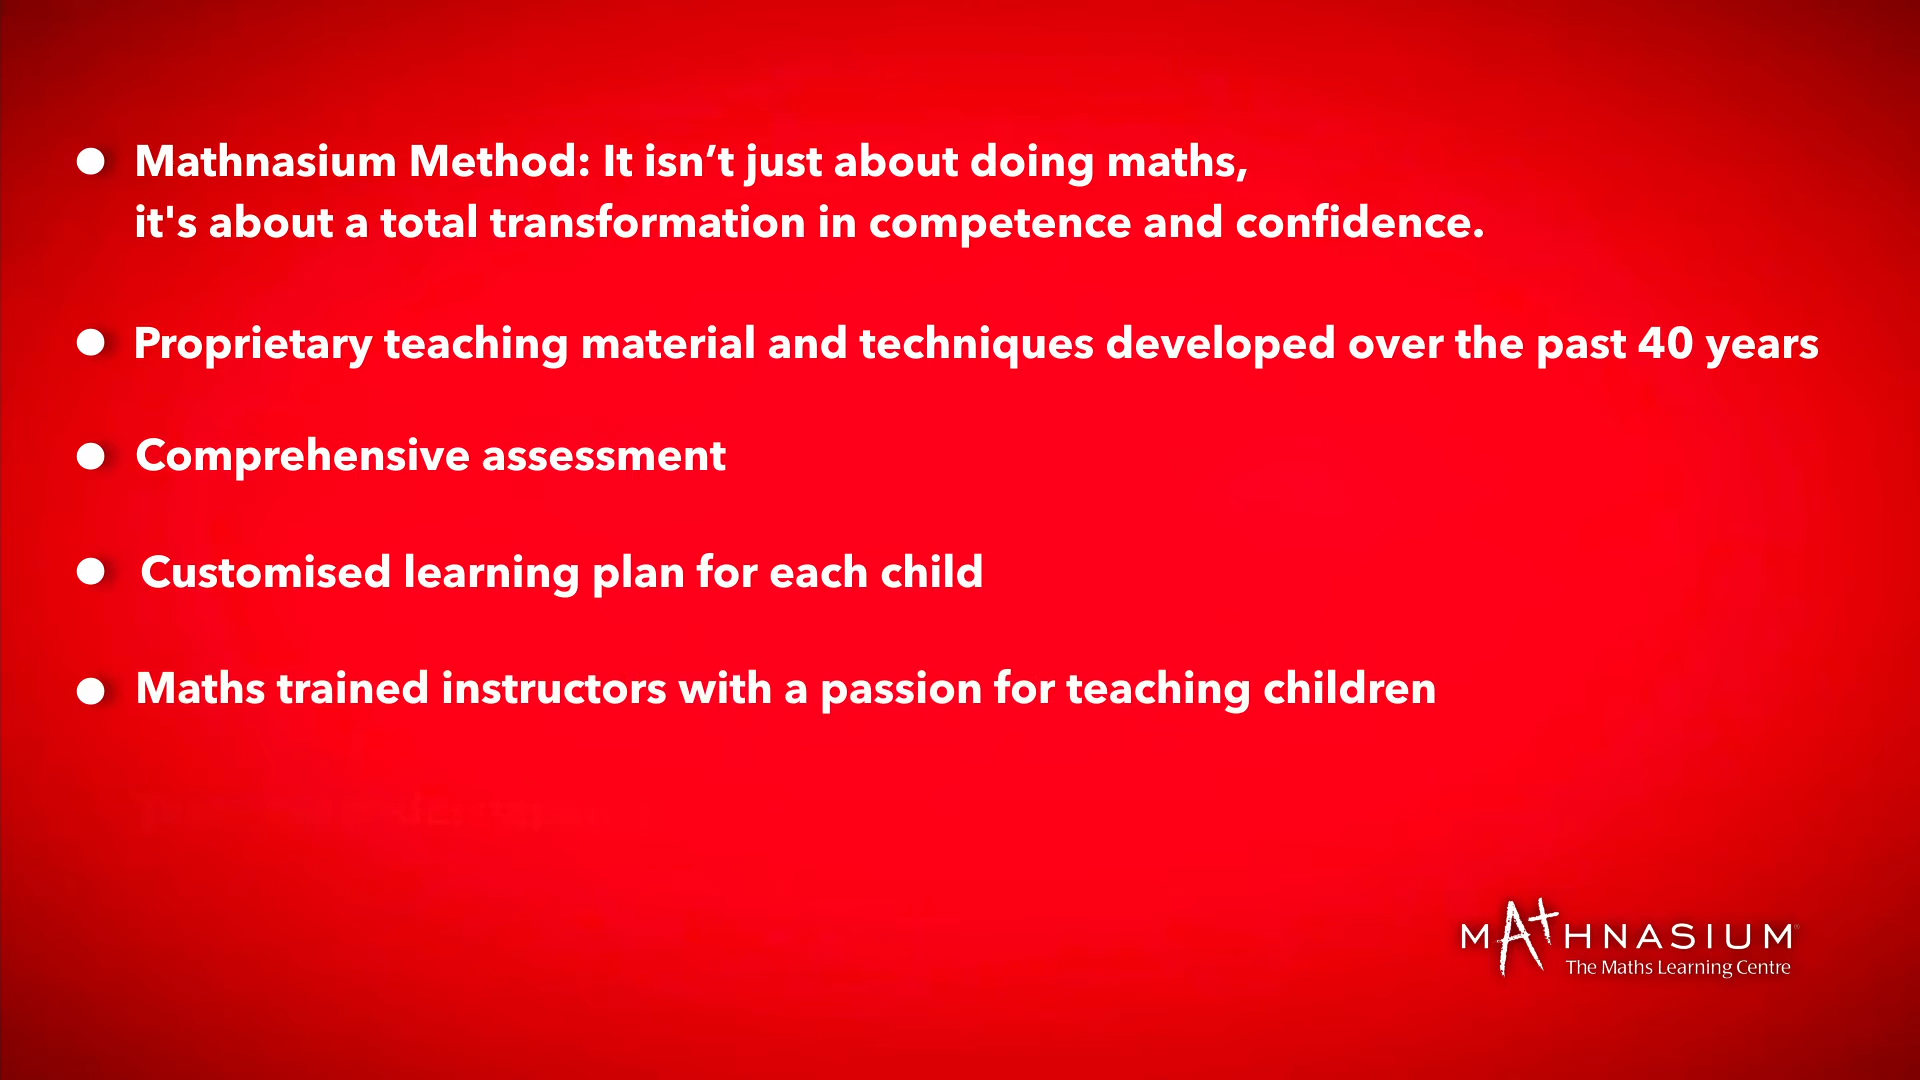 ● Mathnasium Method: It isn’t just about doing maths,
it's about a total transformation in competence and confidence.
● Proprietary teaching material and techniques developed over the past 40 years
● Comprehensive assessment
● Customised learning plan for each child
● Maths trained instructors with a passion for teaching children
MATHNASIUM®
The Maths Learning Centre